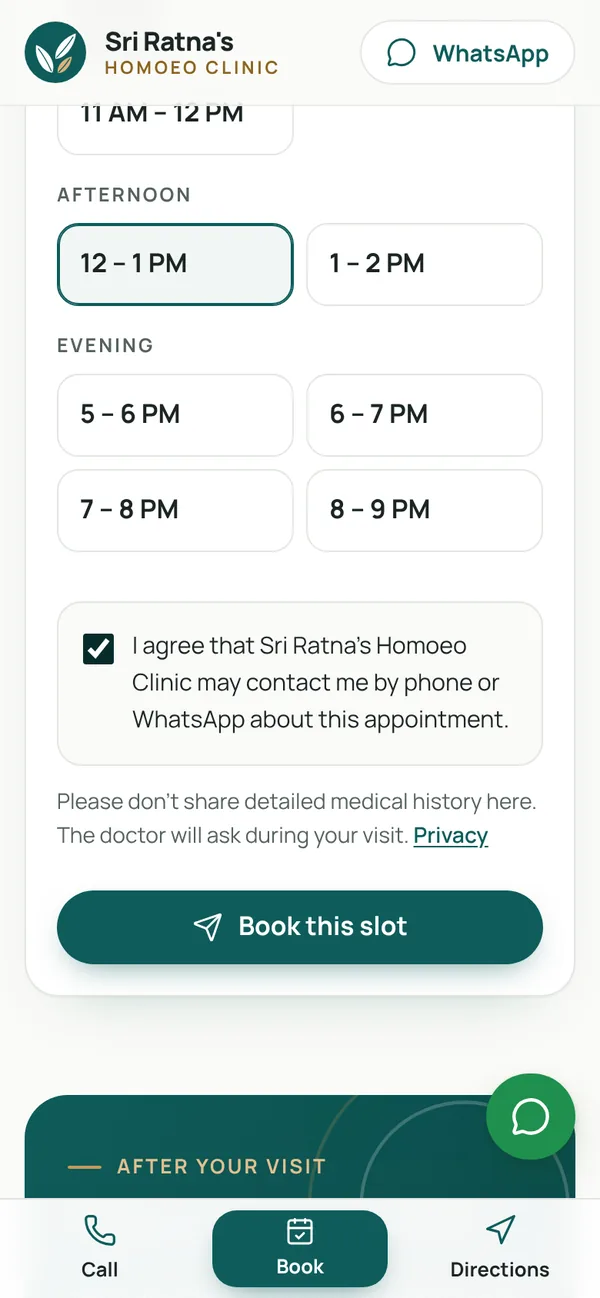 Sri Ratna's
HOMOEO CLINIC
WhatsApp
11 AM – 12 PM
AFTERNOON
12 – 1 PM
1 – 2 PM
EVENING
5 – 6 PM
6 – 7 PM
7 – 8 PM
8 – 9 PM
I agree that Sri Ratna's Homoeo
Clinic may contact me by phone or
WhatsApp about this appointment.
Please don't share detailed medical history here.
The doctor will ask during your visit. Privacy
Book this slot
AFTER YOUR VISIT
Call
Book
Directions